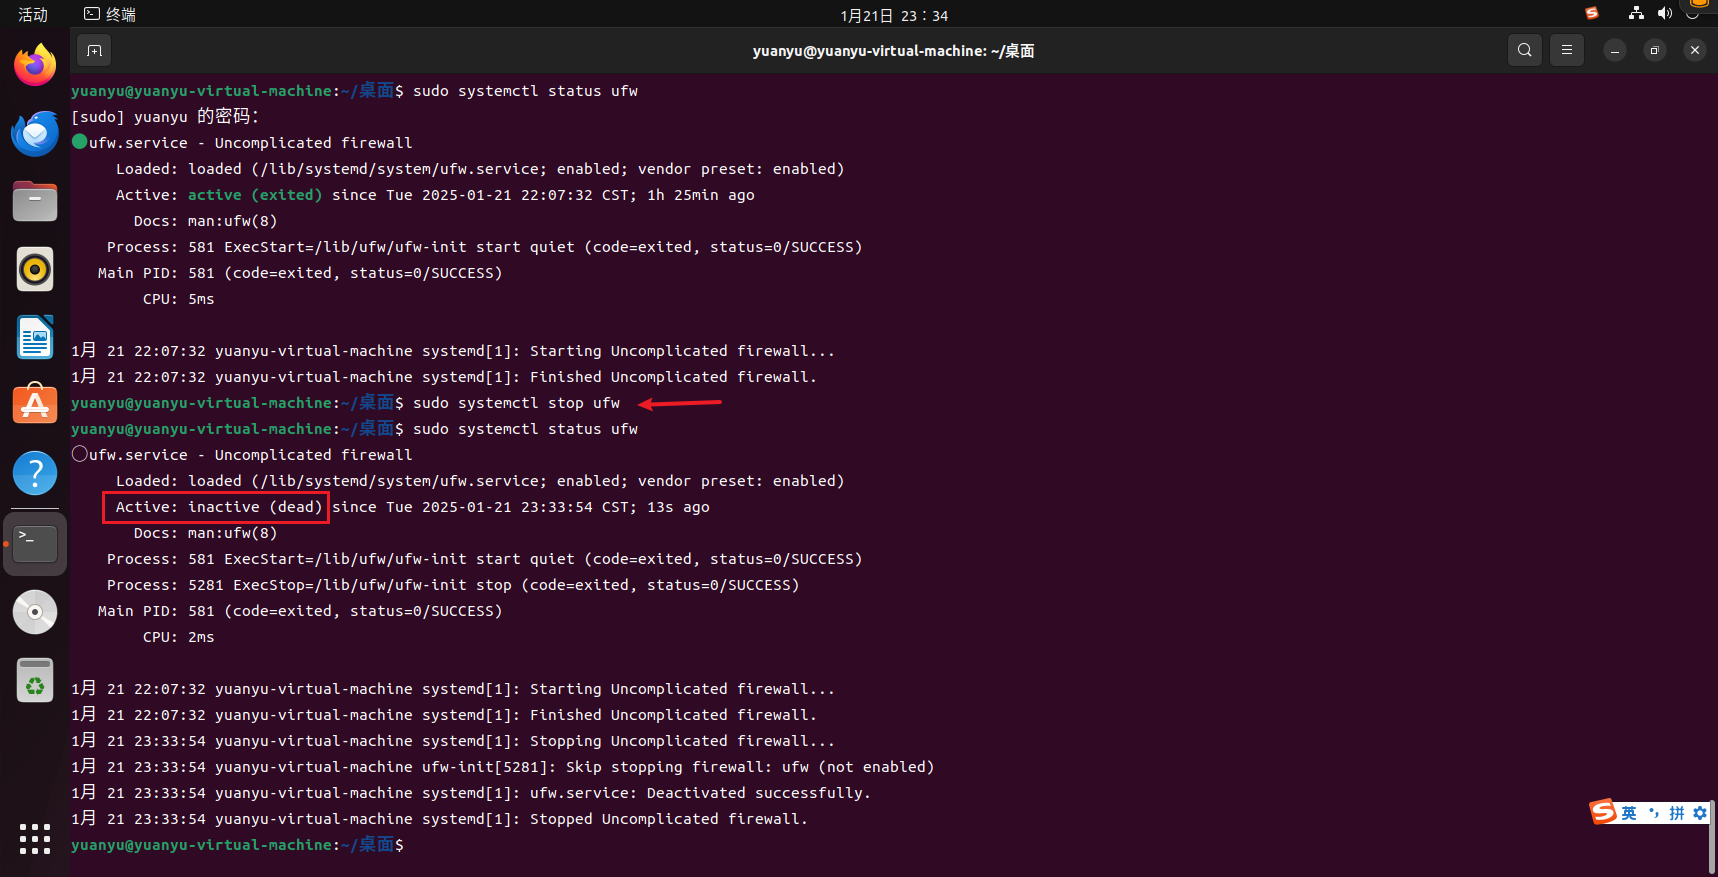 活动
终端
1月21日 23：34
yuanyu@yuanyu-virtual-machine: ~/桌面
yuanyu@yuanyu-virtual-machine:~/桌面$ sudo systemctl status ufw
[sudo] yuanyu 的密码：
ufw.service - Uncomplicated firewall
Loaded: loaded (/lib/systemd/system/ufw.service; enabled; vendor preset: enabled)
Active: active (exited) since Tue 2025-01-21 22:07:32 CST; 1h 25min ago
Docs: man:ufw(8)
Process: 581 ExecStart=/lib/ufw/ufw-init start quiet (code=exited, status=0/SUCCESS)
Main PID: 581 (code=exited, status=0/SUCCESS)
CPU: 5ms
1月 21 22:07:32 yuanyu-virtual-machine systemd[1]: Starting Uncomplicated firewall...
1月 21 22:07:32 yuanyu-virtual-machine systemd[1]: Finished Uncomplicated firewall.
yuanyu@yuanyu-virtual-machine:~/桌面$ sudo systemctl stop ufw
yuanyu@yuanyu-virtual-machine:~/桌面$ sudo systemctl status ufw
ufw.service - Uncomplicated firewall
Loaded: loaded (/lib/systemd/system/ufw.service; enabled; vendor preset: enabled)
Active: inactive (dead) since Tue 2025-01-21 23:33:54 CST; 13s ago
Docs: man:ufw(8)
Process: 581 ExecStart=/lib/ufw/ufw-init start quiet (code=exited, status=0/SUCCESS)
Process: 5281 ExecStop=/lib/ufw/ufw-init stop (code=exited, status=0/SUCCESS)
Main PID: 581 (code=exited, status=0/SUCCESS)
CPU: 2ms
1月 21 22:07:32 yuanyu-virtual-machine systemd[1]: Starting Uncomplicated firewall...
1月 21 22:07:32 yuanyu-virtual-machine systemd[1]: Finished Uncomplicated firewall.
1月 21 23:33:54 yuanyu-virtual-machine systemd[1]: Stopping Uncomplicated firewall...
1月 21 23:33:54 yuanyu-virtual-machine ufw-init[5281]: Skip stopping firewall: ufw (not enabled)
1月 21 23:33:54 yuanyu-virtual-machine systemd[1]: ufw.service: Deactivated successfully.
1月 21 23:33:54 yuanyu-virtual-machine systemd[1]: Stopped Uncomplicated firewall.
yuanyu@yuanyu-virtual-machine:~/桌面$
英 拼